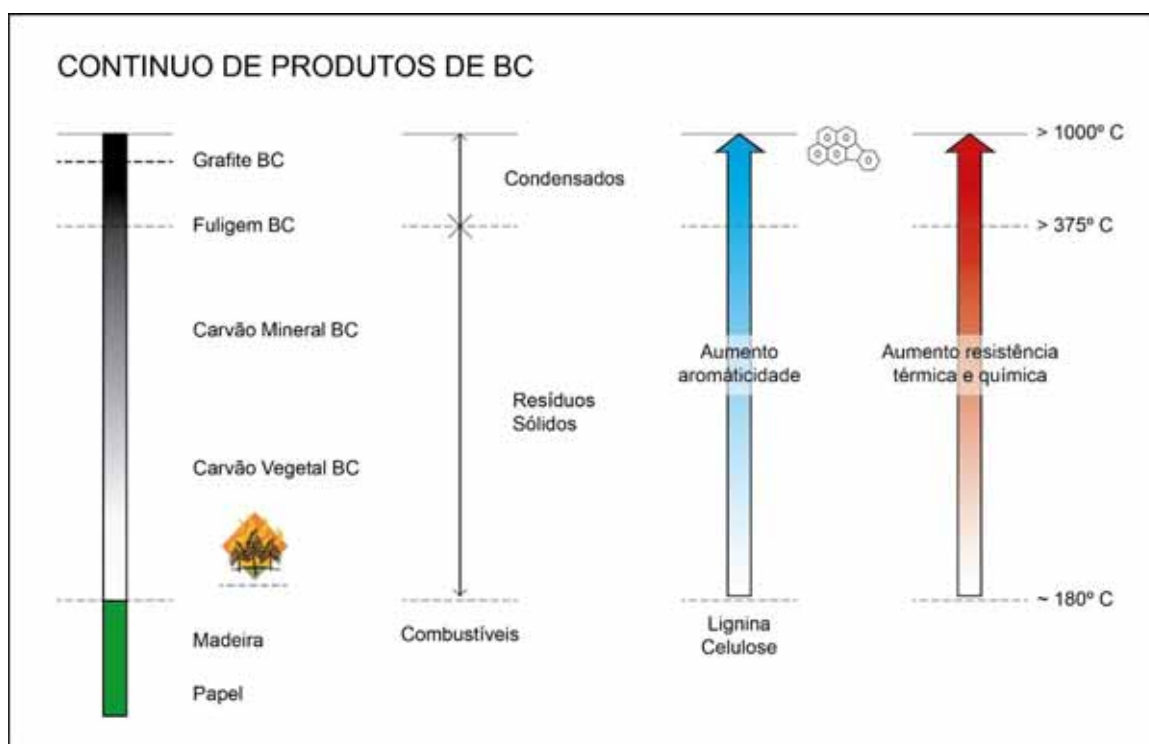 CONTINUO DE PRODUTOS DE BC
Grafite BC
Fuligem BC
Carvão Mineral BC
Carvão Vegetal BC
Madeira
Papel
Condensados
Resíduos
Sólidos
Combustíveis
Aumento
aromáticidade
Lignina
Celulose
Aumento resistência
térmica e química
> 1000º C
> 375º C
~ 180º C